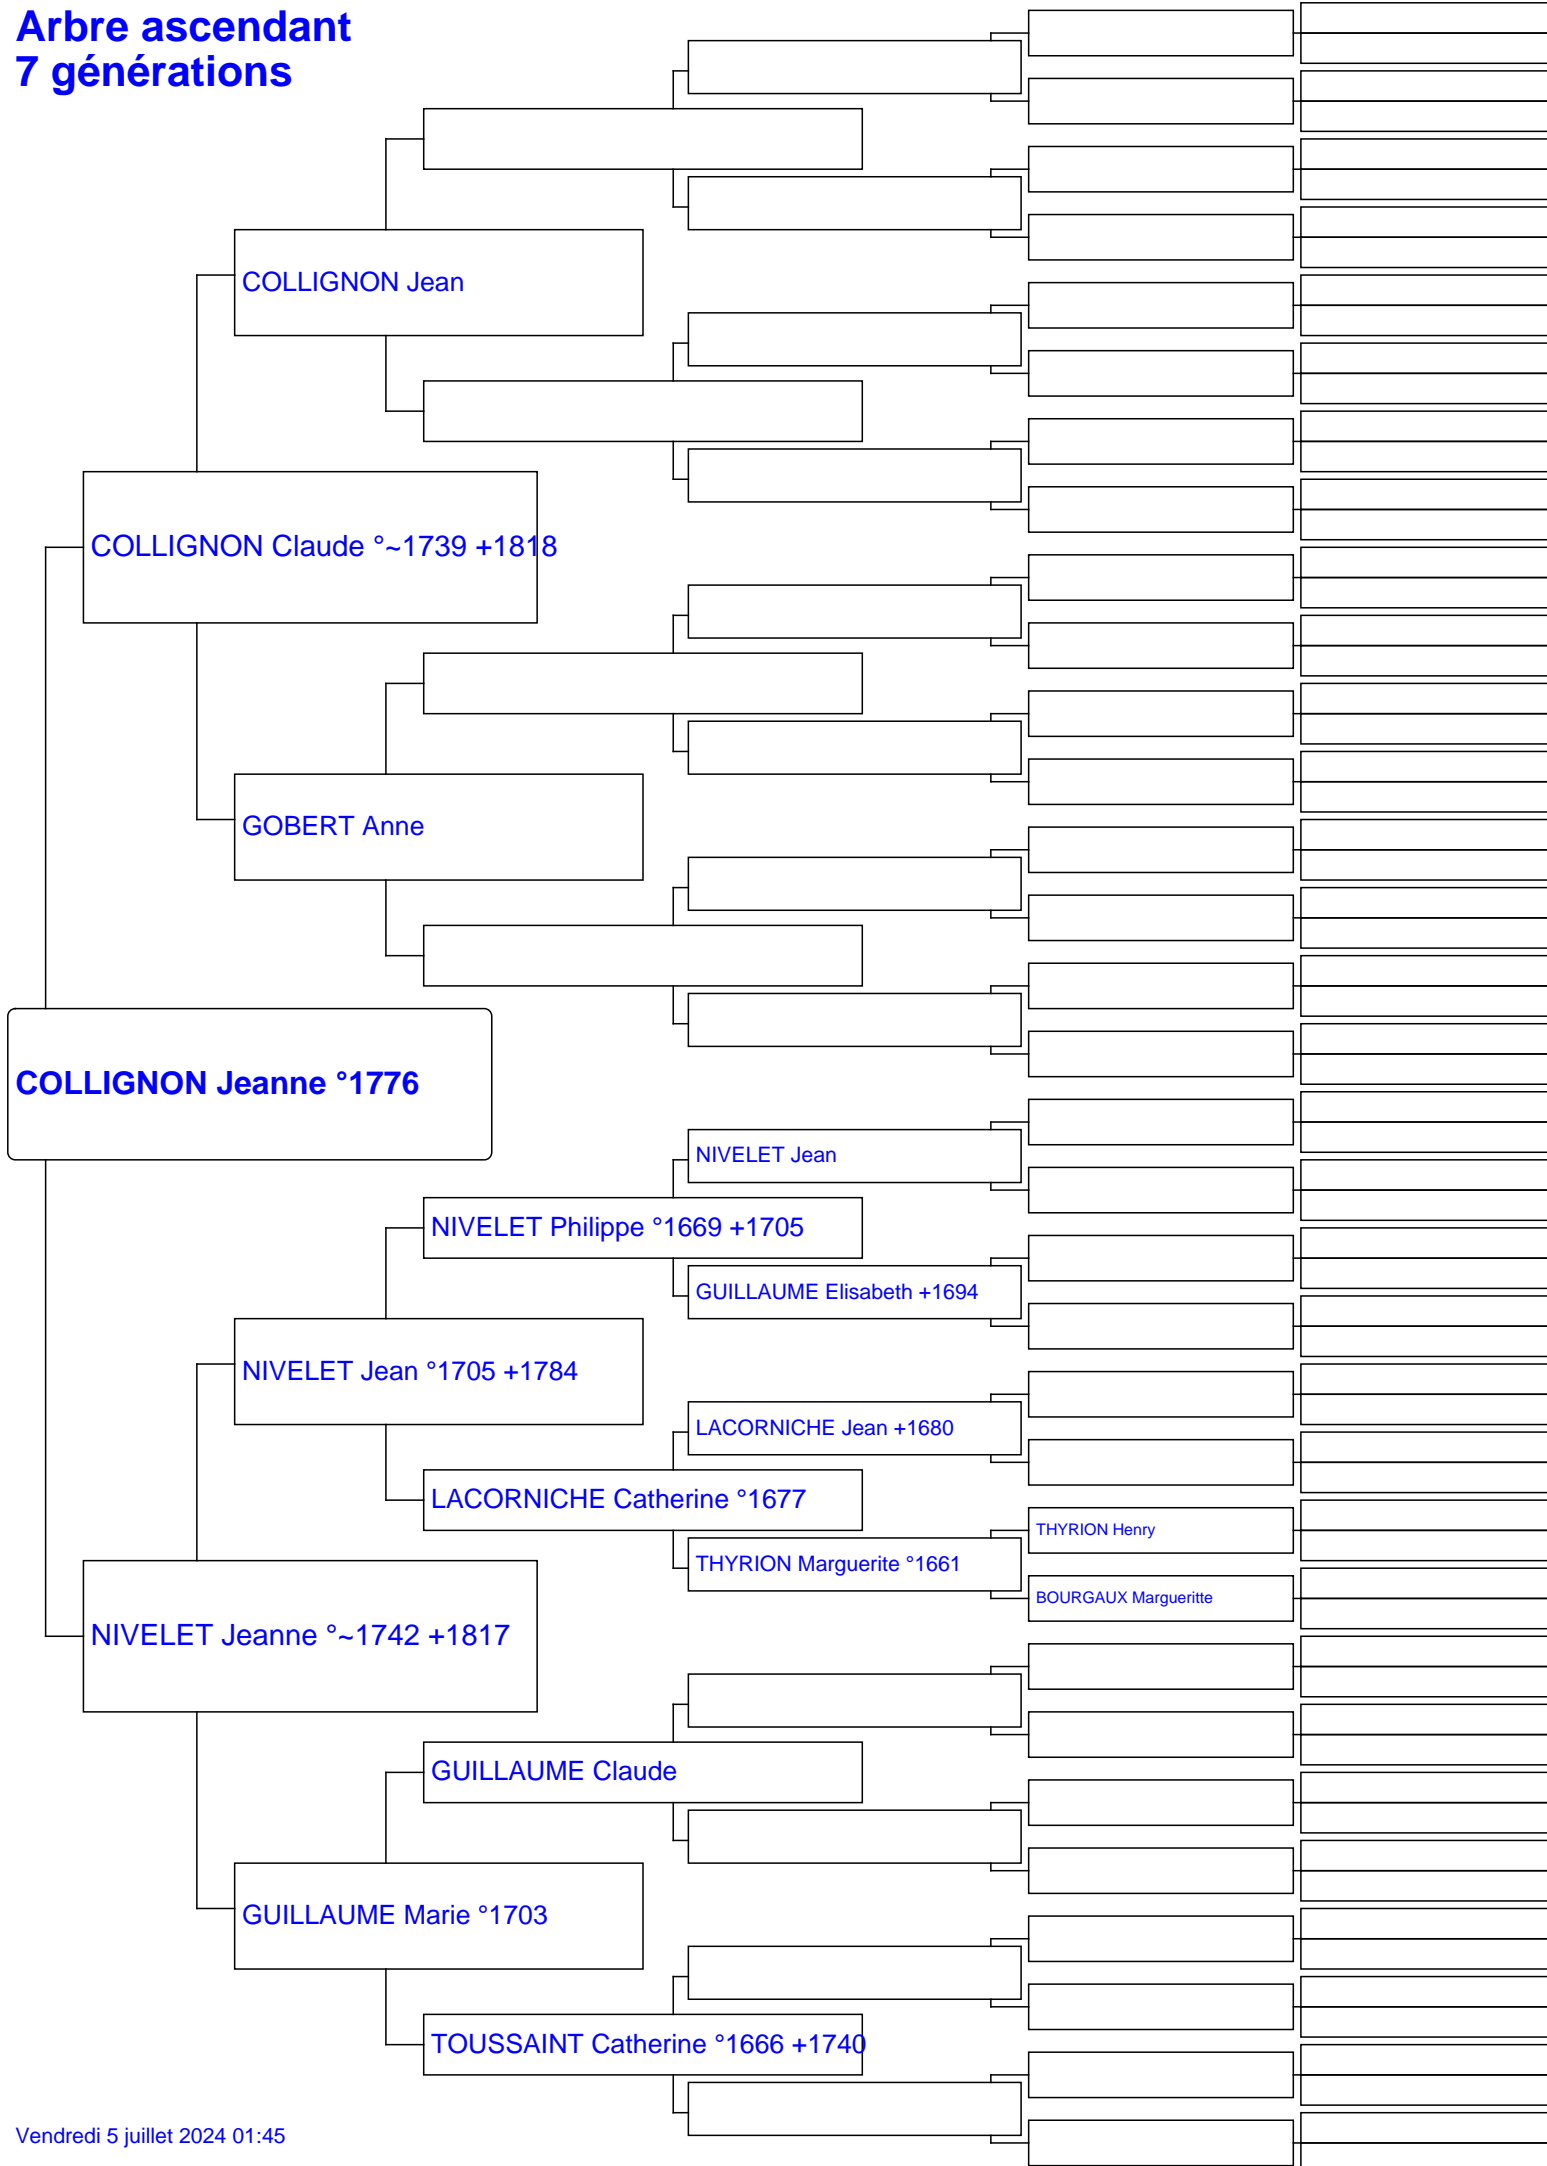 Arbre ascendant
7 générations
COLLIGNON Jean
COLLIGNON Claude °~1739 +1818
GOBERT Anne
COLLIGNON Jeanne °1776
NIVELET Jean
NIVELET Philippe °1669 +1705
GUILLAUME Elisabeth +1694
NIVELET Jean °1705 +1784
LACORNICHE Jean +1680
LACORNICHE Catherine °1677
THYRION Henry
THYRION Marguerite °1661
BOURGAUX Margueritte
NIVELET Jeanne °~1742 +1817
GUILLAUME Claude
GUILLAUME Marie °1703
TOUSSAINT Catherine °1666 +1740
Vendredi 5 juillet 2024 01:45